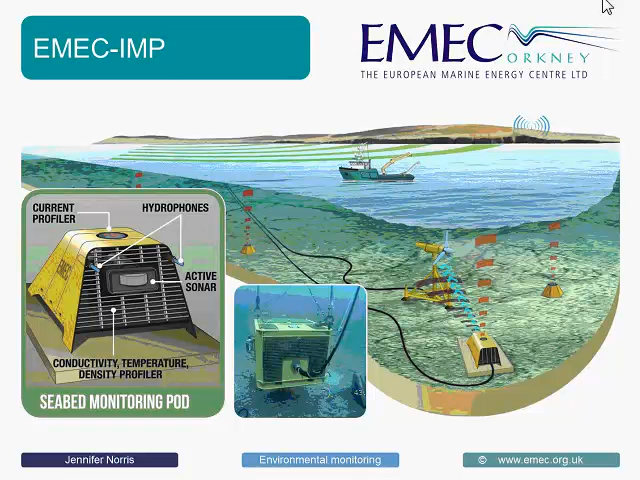 EMEC-IMP
EMEC
ORKNEY
THE EUROPEAN MARINE ENERGY CENTRE LTD
CURRENT
PROFILER
HYDROPHONES
EMEC
ACTIVE
SONAR
CONDUCTIVITY, TEMPERATURE,
DENSITY PROFILER
SEABED MONITORING POD
Jennifer Norris
Environmental monitoring
© www.emec.org.uk